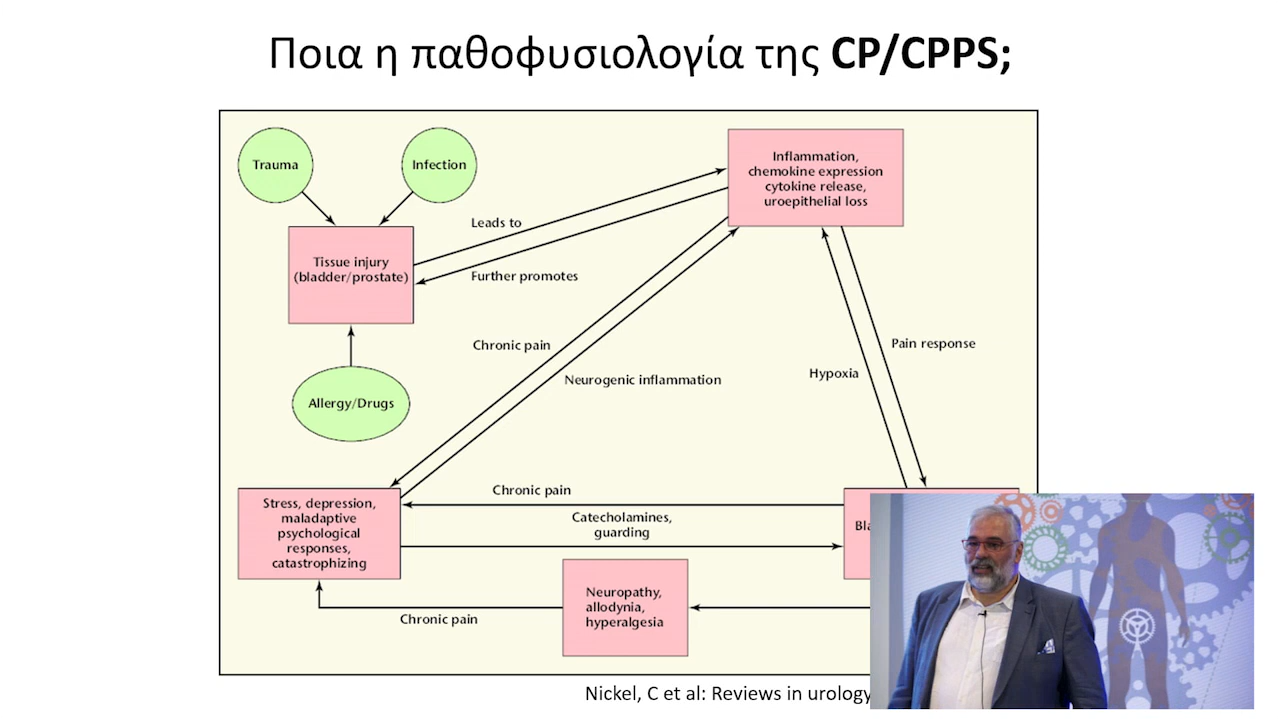 Ποια η παθοφυσιολογία της CP/CPPS;
Trauma
Infection
Inflammation,
chemokine expression
cytokine release,
uroepithelial loss
Leads to
Tissue injury
(bladder/prostate)
Further promotes
Chronic pain
Pain response
Neurogenic inflammation
Hypoxia
Allergy/Drugs
Stress, depression,
maladaptive
psychological
responses,
catastrophizing
Chronic pain
Catecholamines,
guarding
Neuropathy,
allodynia,
hyperalgesia
Chronic pain
Nickel, C et al: Reviews in urology